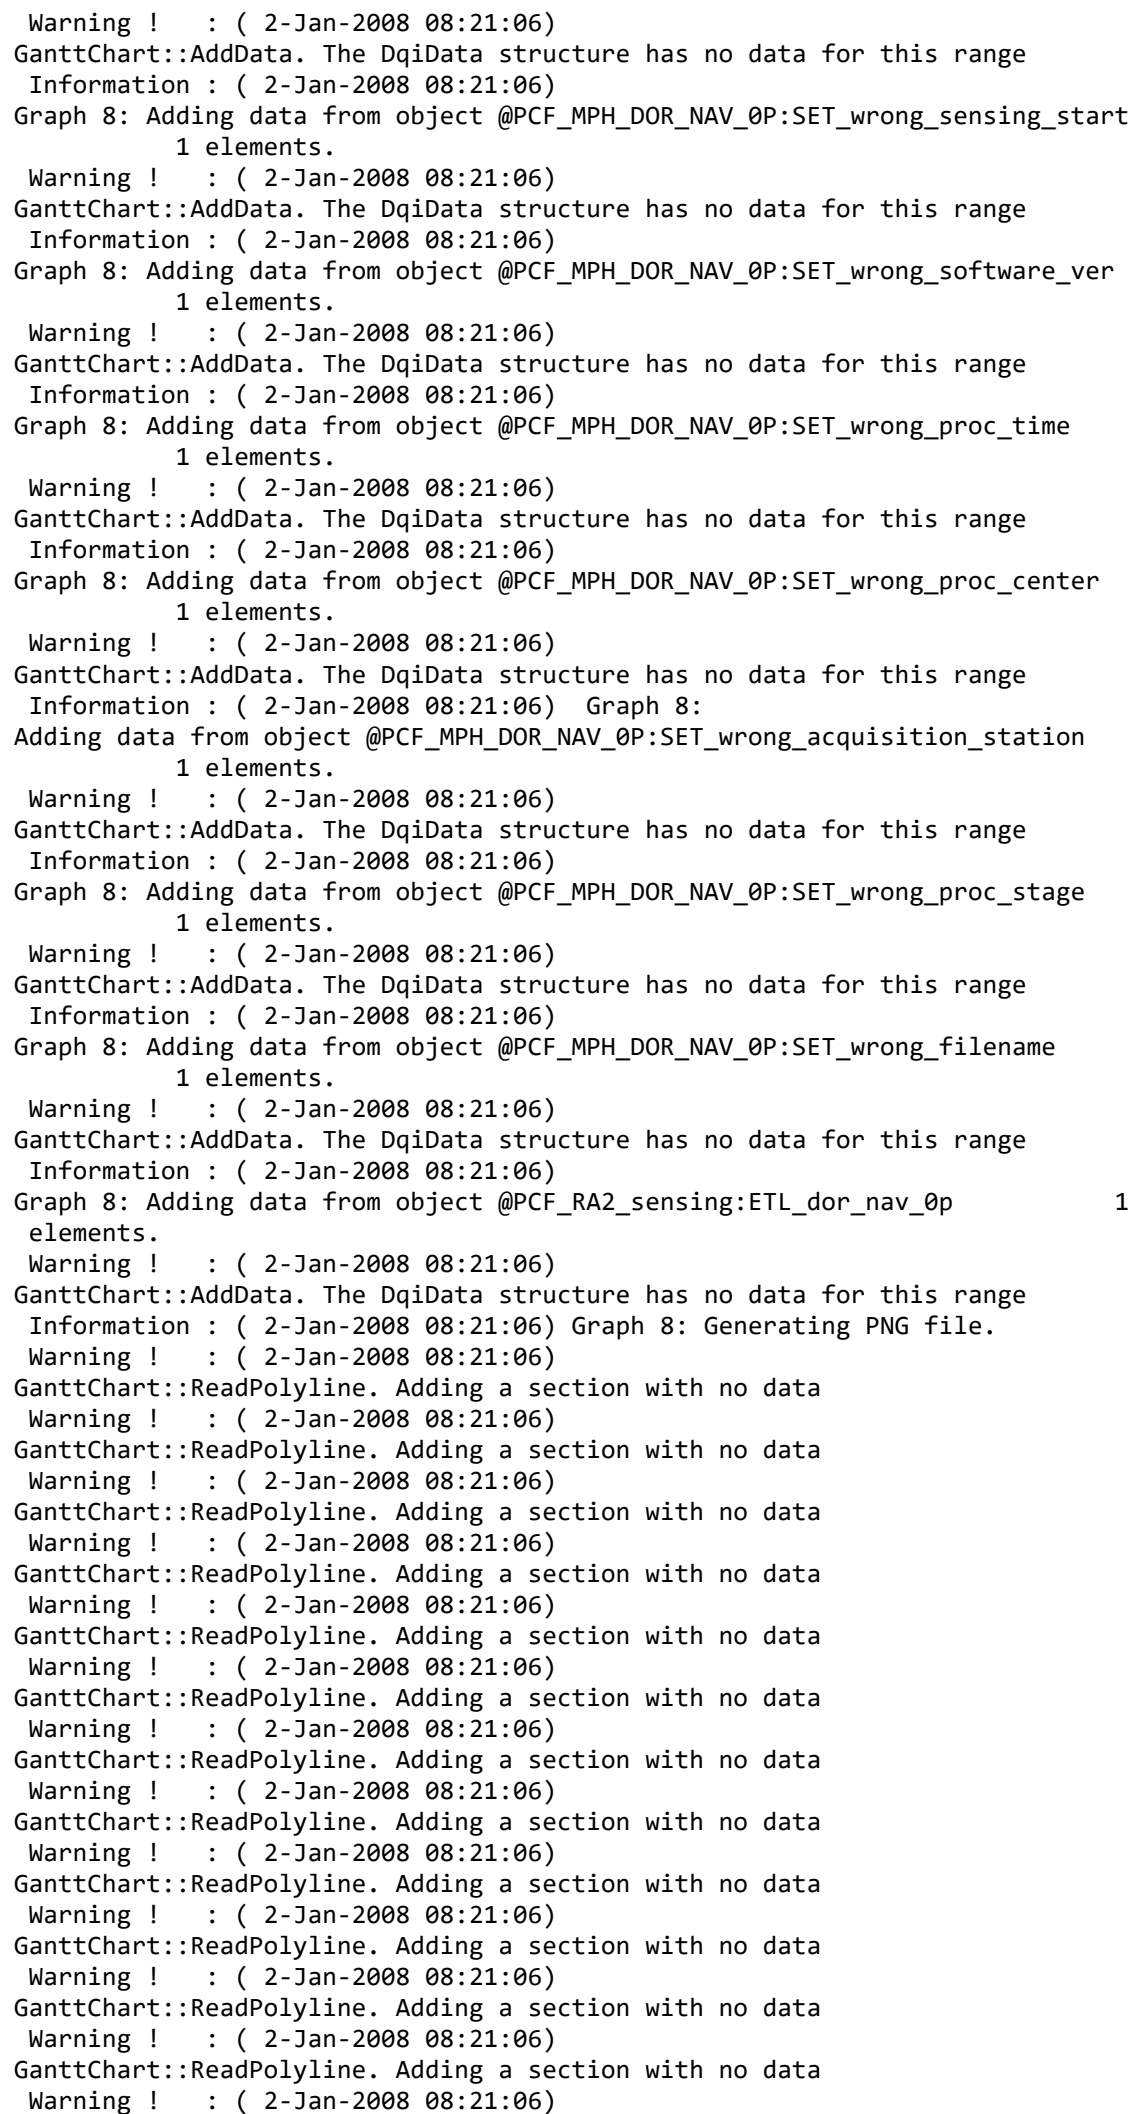 Warning !   : ( 2-Jan-2008 08:21:06)
GanttChart::AddData. The DqiData structure has no data for this range
Information : ( 2-Jan-2008 08:21:06)
Graph 8: Adding data from object @PCF_MPH_DOR_NAV_0P:SET_wrong_sensing_start
1 elements.
Warning !   : ( 2-Jan-2008 08:21:06)
GanttChart::AddData. The DqiData structure has no data for this range
Information : ( 2-Jan-2008 08:21:06)
Graph 8: Adding data from object @PCF_MPH_DOR_NAV_0P:SET_wrong_software_ver
1 elements.
Warning !   : ( 2-Jan-2008 08:21:06)
GanttChart::AddData. The DqiData structure has no data for this range
Information : ( 2-Jan-2008 08:21:06)
Graph 8: Adding data from object @PCF_MPH_DOR_NAV_0P:SET_wrong_proc_time
1 elements.
Warning !   : ( 2-Jan-2008 08:21:06)
GanttChart::AddData. The DqiData structure has no data for this range
Information : ( 2-Jan-2008 08:21:06)
Graph 8: Adding data from object @PCF_MPH_DOR_NAV_0P:SET_wrong_proc_center
1 elements.
Warning !   : ( 2-Jan-2008 08:21:06)
GanttChart::AddData. The DqiData structure has no data for this range
Information : ( 2-Jan-2008 08:21:06)  Graph 8:
Adding data from object @PCF_MPH_DOR_NAV_0P:SET_wrong_acquisition_station
1 elements.
Warning !   : ( 2-Jan-2008 08:21:06)
GanttChart::AddData. The DqiData structure has no data for this range
Information : ( 2-Jan-2008 08:21:06)
Graph 8: Adding data from object @PCF_MPH_DOR_NAV_0P:SET_wrong_proc_stage
1 elements.
Warning !   : ( 2-Jan-2008 08:21:06)
GanttChart::AddData. The DqiData structure has no data for this range
Information : ( 2-Jan-2008 08:21:06)
Graph 8: Adding data from object @PCF_MPH_DOR_NAV_0P:SET_wrong_filename
1 elements.
Warning !   : ( 2-Jan-2008 08:21:06)
GanttChart::AddData. The DqiData structure has no data for this range
Information : ( 2-Jan-2008 08:21:06)
Graph 8: Adding data from object @PCF_RA2_sensing:ETL_dor_nav_0p           1
elements.
Warning !   : ( 2-Jan-2008 08:21:06)
GanttChart::AddData. The DqiData structure has no data for this range
Information : ( 2-Jan-2008 08:21:06) Graph 8: Generating PNG file.
Warning !   : ( 2-Jan-2008 08:21:06)
GanttChart::ReadPolyline. Adding a section with no data
Warning !   : ( 2-Jan-2008 08:21:06)
GanttChart::ReadPolyline. Adding a section with no data
Warning !   : ( 2-Jan-2008 08:21:06)
GanttChart::ReadPolyline. Adding a section with no data
Warning !   : ( 2-Jan-2008 08:21:06)
GanttChart::ReadPolyline. Adding a section with no data
Warning !   : ( 2-Jan-2008 08:21:06)
GanttChart::ReadPolyline. Adding a section with no data
Warning !   : ( 2-Jan-2008 08:21:06)
GanttChart::ReadPolyline. Adding a section with no data
Warning !   : ( 2-Jan-2008 08:21:06)
GanttChart::ReadPolyline. Adding a section with no data
Warning !   : ( 2-Jan-2008 08:21:06)
GanttChart::ReadPolyline. Adding a section with no data
Warning !   : ( 2-Jan-2008 08:21:06)
GanttChart::ReadPolyline. Adding a section with no data
Warning !   : ( 2-Jan-2008 08:21:06)
GanttChart::ReadPolyline. Adding a section with no data
Warning !   : ( 2-Jan-2008 08:21:06)
GanttChart::ReadPolyline. Adding a section with no data
Warning !   : ( 2-Jan-2008 08:21:06)
GanttChart::ReadPolyline. Adding a section with no data
Warning !   : ( 2-Jan-2008 08:21:06)